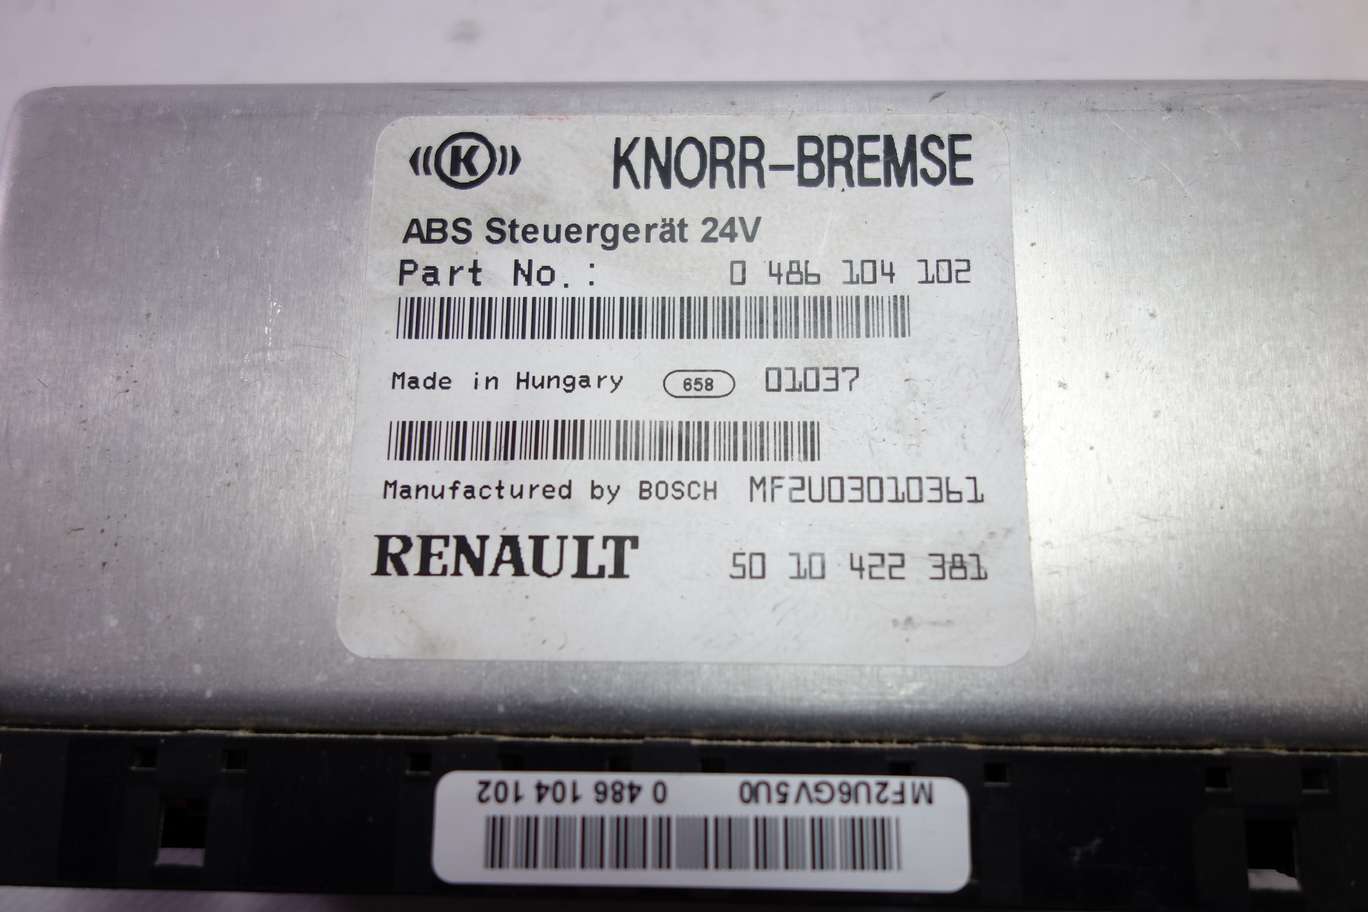 K KNORR-BREMSE
ABS Steuergerät 24V
Part No.: 0 486 104 102
Made in Hungary 658 01037
Manufactured by BOSCH MF2U03010361
RENAULT 50 10 422 381
MF2U6GV5U0 0 486 104 102